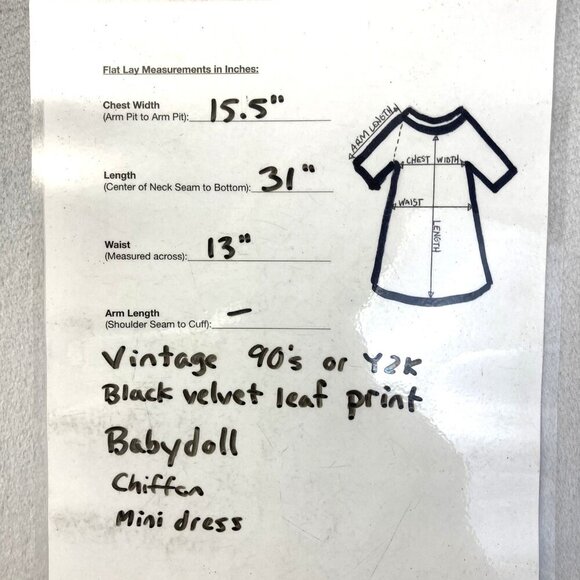 Flat Lay Measurements in Inches:
Chest Width
(Arm Pit to Arm Pit): 15.5"
Length
(Center of Neck Seam to Bottom): 31"
Waist
(Measured across): 13"
Arm Length
(Shoulder Seam to Cuff): –
ARM LENGTH
CHEST WIDTH
WAIST
LENGTH
Vintage 90's or Y2K
Black velvet leaf print
Babydoll
Chiffon
Mini dress